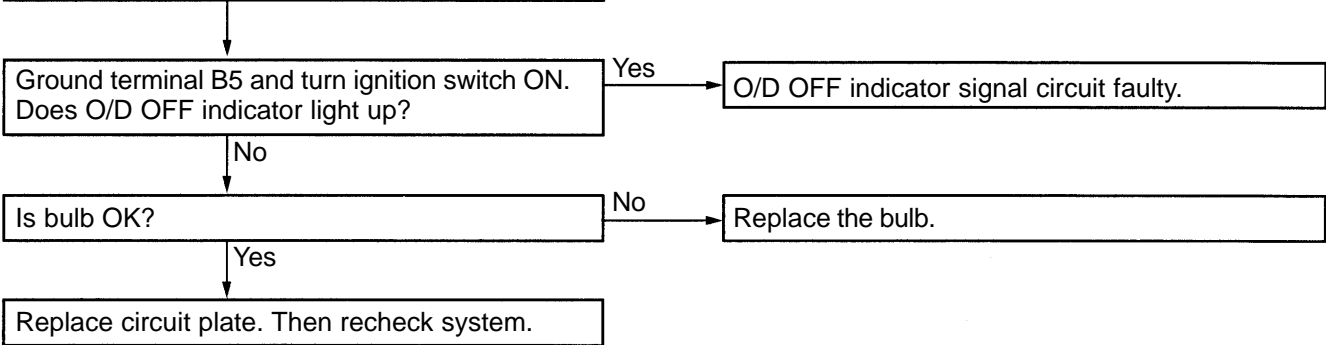 Ground terminal B5 and turn ignition switch ON.
Does O/D OFF indicator light up?
Yes
O/D OFF indicator signal circuit faulty.
No
Is bulb OK?
No
Replace the bulb.
Yes
Replace circuit plate. Then recheck system.